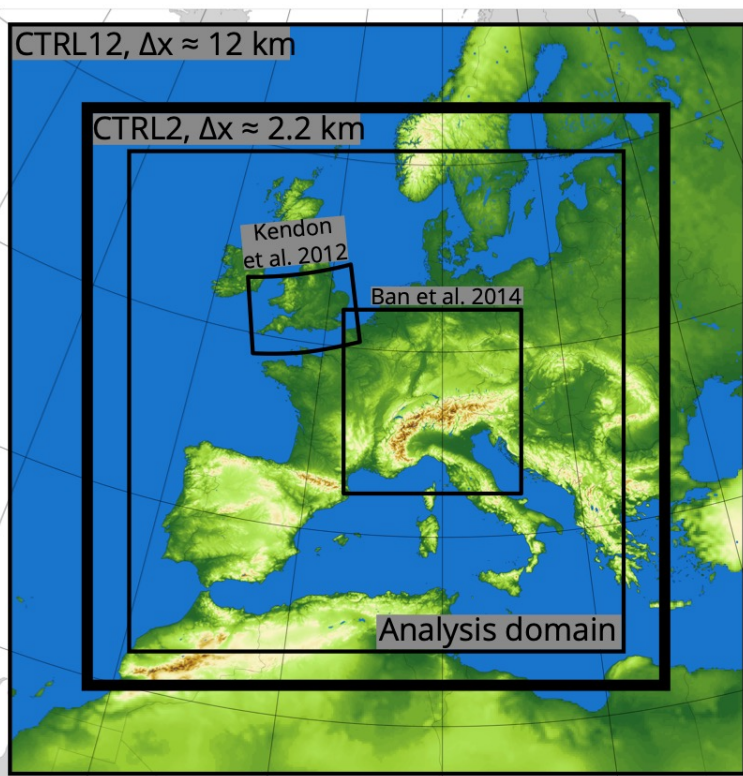 CTRL12, Δx ≈ 12 km
CTRL2, Δx ≈ 2.2 km
Kendon
et al. 2012
Ban et al. 2014
Analysis domain